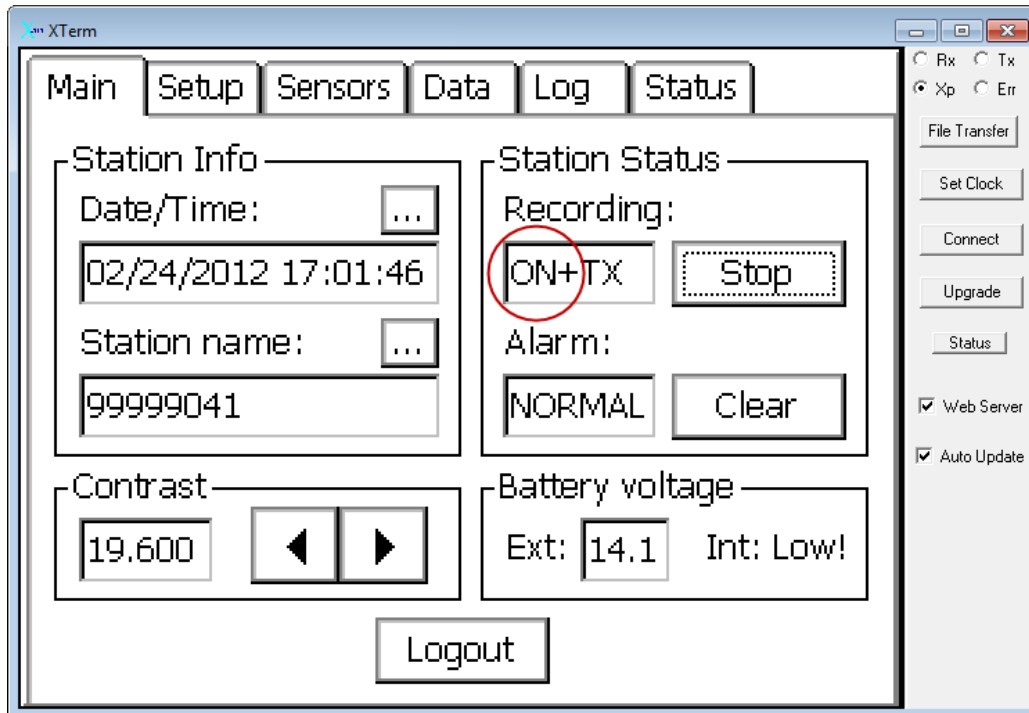 XTerm
Main Setup Sensors Data Log Status
Station Info
Date/Time: ...
02/24/2012 17:01:46
Station name: ...
99999041
Station Status
Recording:
ON+TX Stop
Alarm:
NORMAL Clear
Contrast
19.600
Battery voltage
Ext: 14.1 Int: Low!
Logout
Rx Tx
Xp Err
File Transfer
Set Clock
Connect
Upgrade
Status
Web Server
Auto Update